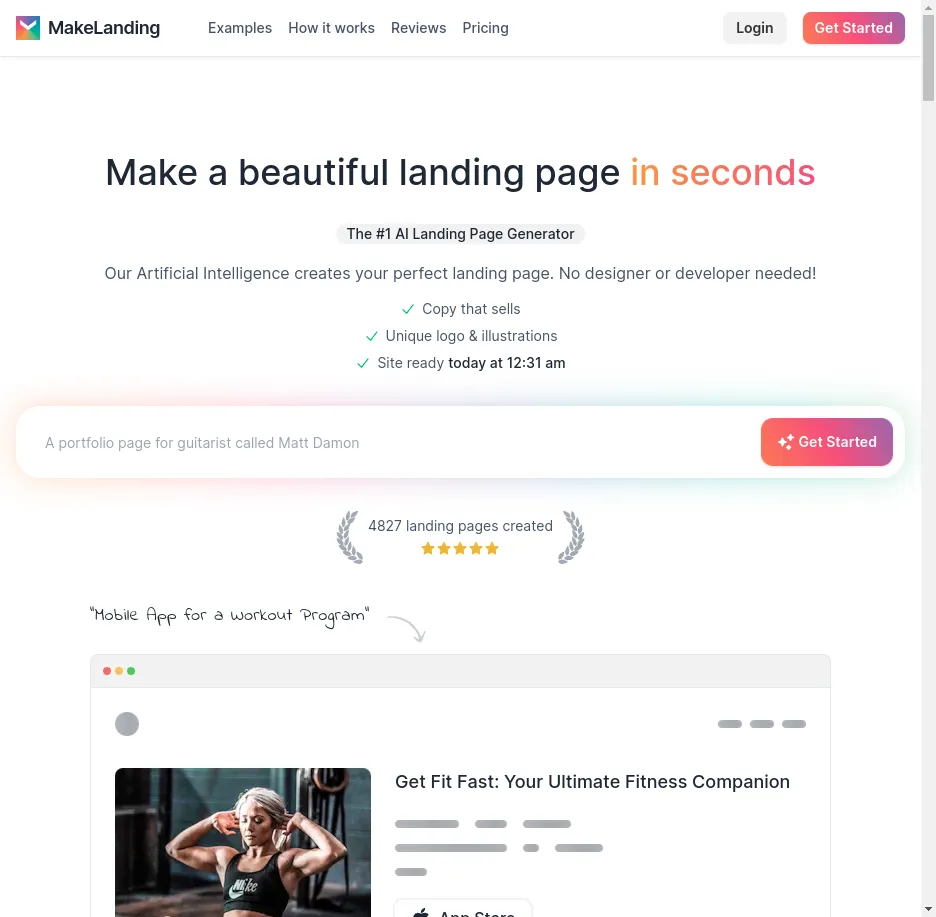 MakeLanding
Examples
How it works
Reviews
Pricing
Login
Get Started
Make a beautiful landing page in seconds
The #1 AI Landing Page Generator
Our Artificial Intelligence creates your perfect landing page. No designer or developer needed!
Copy that sells
Unique logo & illustrations
Site ready today at 12:31 am
A portfolio page for guitarist called Matt Damon
Get Started
4827 landing pages created
"Mobile App for a Workout Program"
Get Fit Fast: Your Ultimate Fitness Companion
Nike
App Store